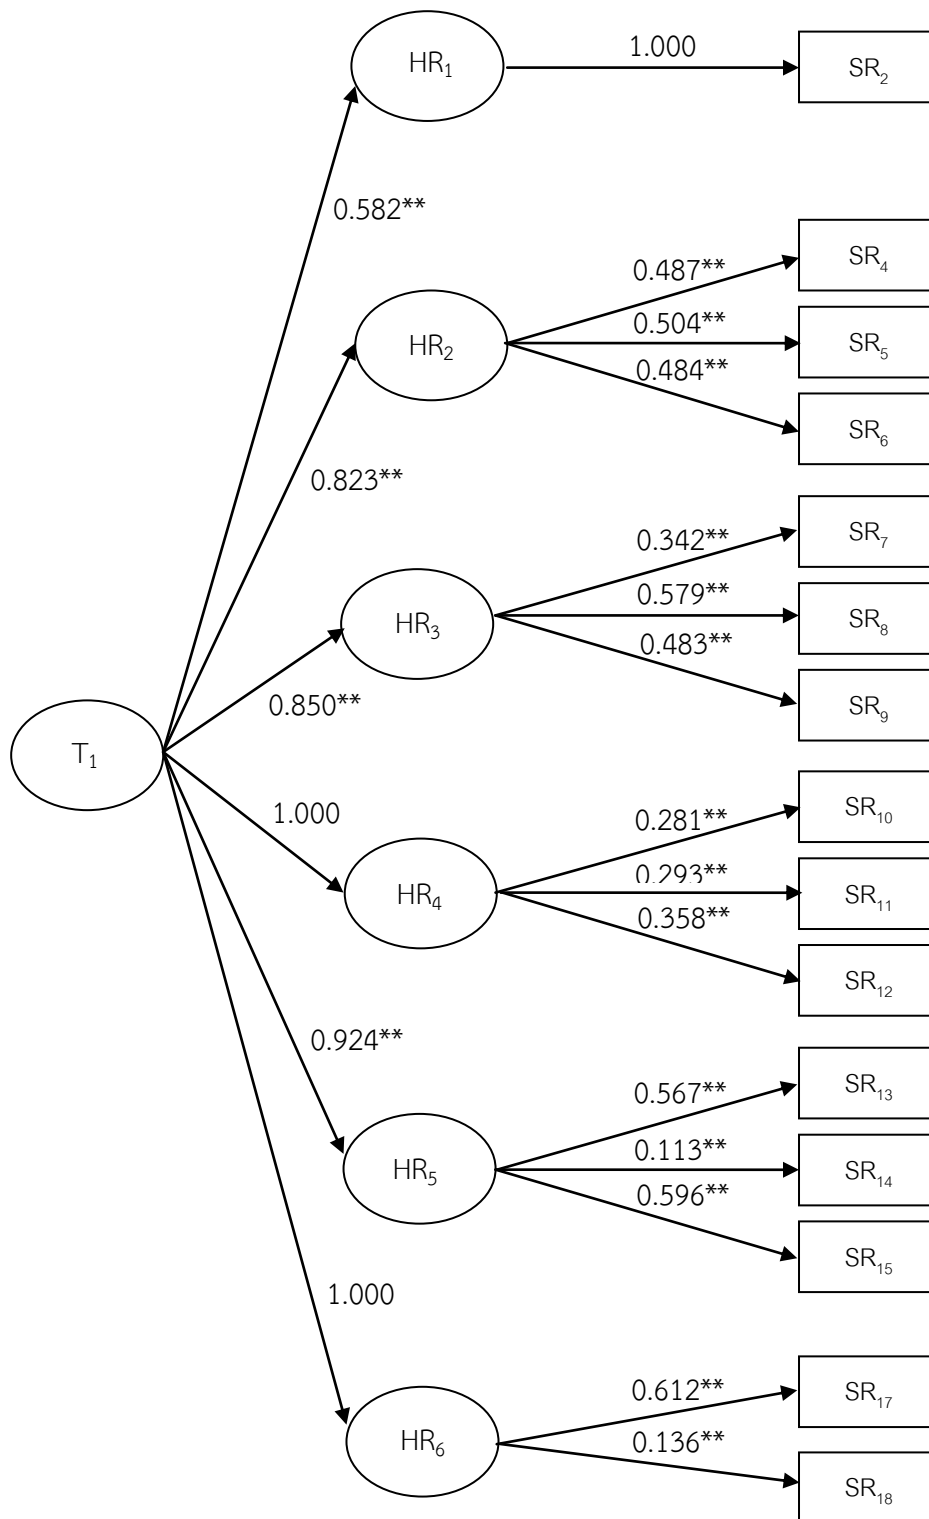 HR₁
1.000
SR₂
0.582**
HR₂
0.487**
SR₄
0.504**
SR₅
0.484**
SR₆
0.823**
HR₃
0.342**
SR₇
0.579**
SR₈
0.483**
SR₉
0.850**
T₁
1.000
HR₄
0.281**
SR₁₀
0.293**
SR₁₁
0.358**
SR₁₂
0.924**
HR₅
0.567**
SR₁₃
0.113**
SR₁₄
0.596**
SR₁₅
1.000
HR₆
0.612**
SR₁₇
0.136**
SR₁₈